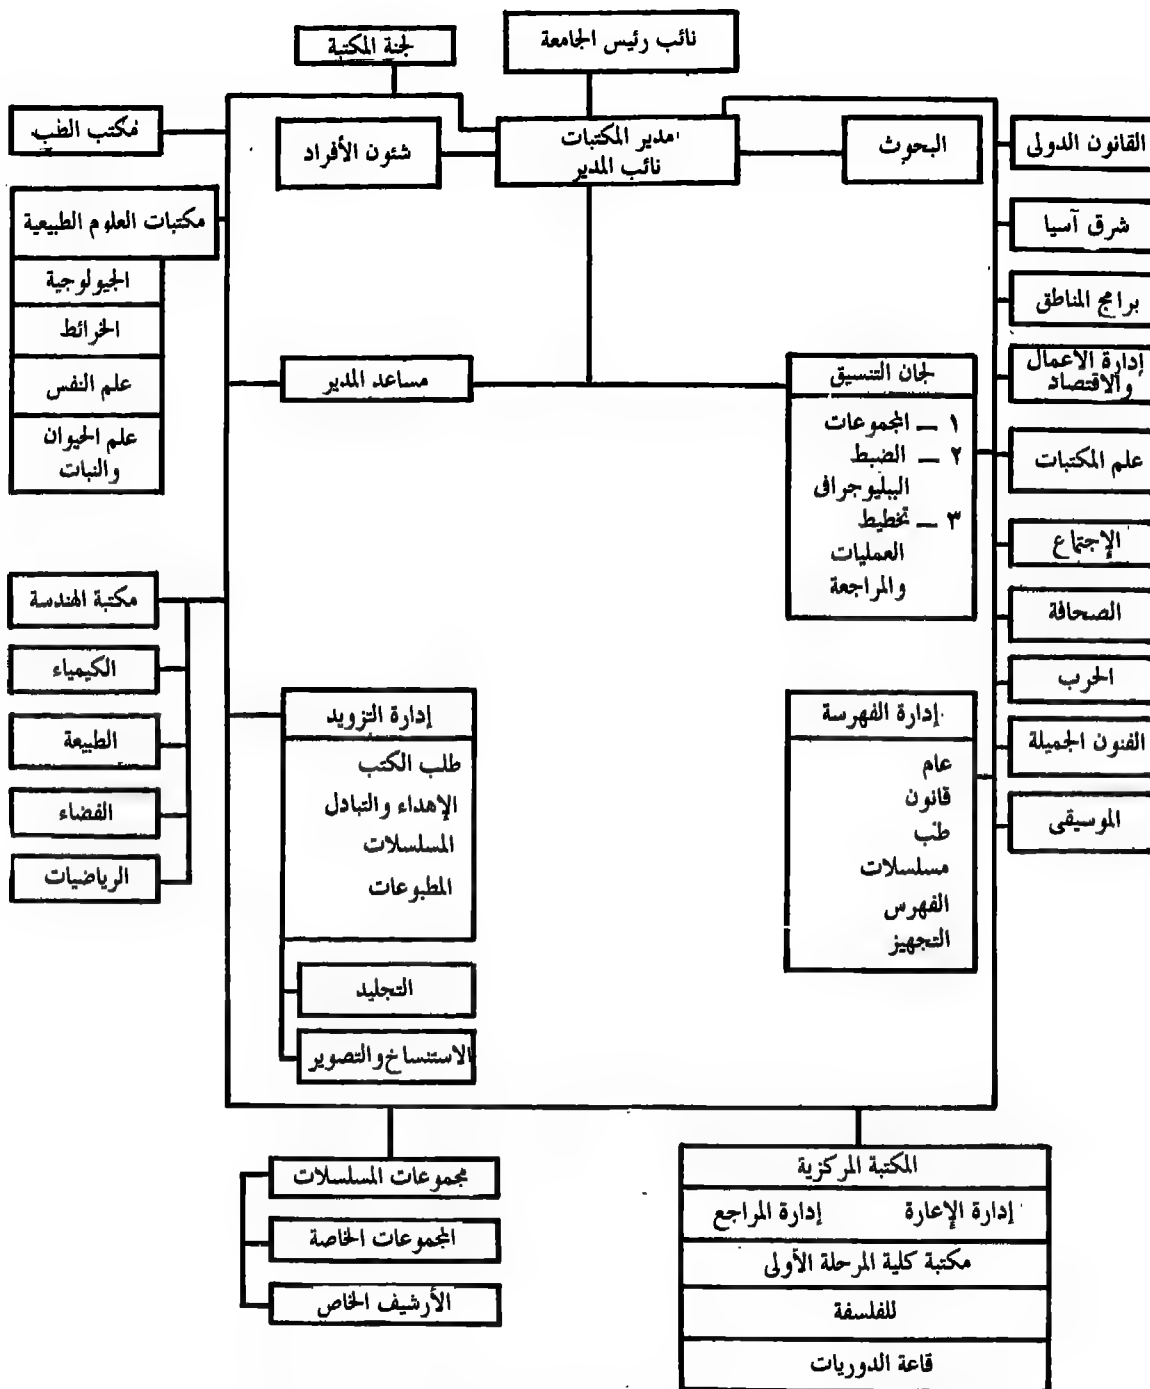 نائب رئيس الجامعة
لجنة المكتبة
مدير المكتبات
نائب المدير
البحوث
شئون الأفراد
القانون الدولى
شرق آسيا
برامج المناطق
إدارة الاعمال
والاقتصاد
علم المكتبات
الإجتماع
الصحافة
الحرب
الفنون الجميلة
الموسيقى
لجان التنسيق
١ — المجموعات
٢ — الضبط
الببليوجرافى
٣ — تخطيط
العمليات
والمراجعة
مساعد المدير
إدارة الفهرسة
عام
قانون
طب
مسلسلات
الفهرس
التجهيز
إدارة التزويد
طلب الكتب
الإهداء والتبادل
المسلسلات
المطبوعات
التجليد
الاستنساخ والتصوير
مكتب الطب
مكتبات العلوم الطبيعية
الجيولوجية
الخرائط
علم النفس
علم الحيوان
والنبات
مكتبة الهندسة
الكيمياء
الطبيعة
الفضاء
الرياضيات
المكتبة المركزية
إدارة الإعارة إدارة المراجع
مكتبة كلية المرحلة الأولى
للفلسفة
قاعة الدوريات
مجموعات المسلسلات
المجموعات الخاصة
الأرشيف الخاص